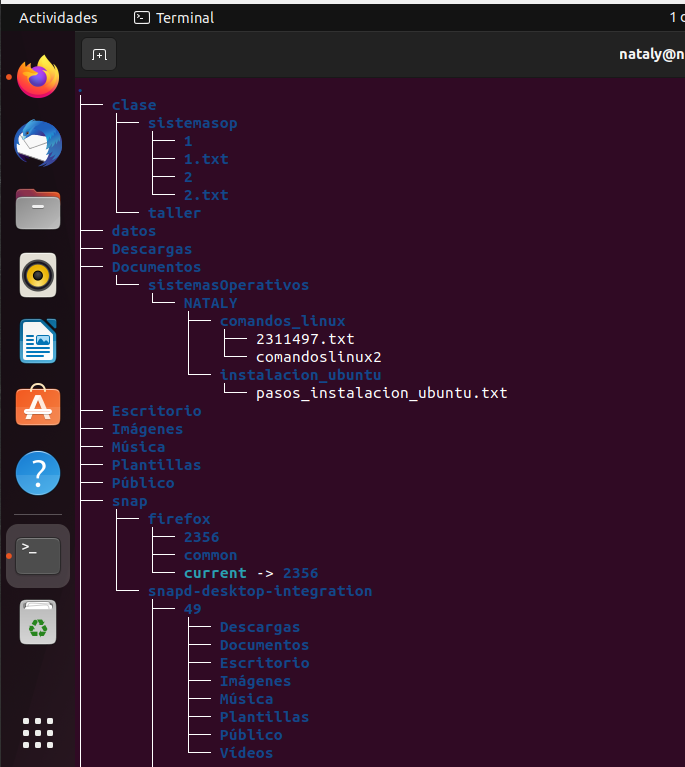 Actividades Terminal 1
nataly@n
.
├── clase
│   ├── sistemasop
│   │   ├── 1
│   │   ├── 1.txt
│   │   ├── 2
│   │   └── 2.txt
│   └── taller
├── datos
├── Descargas
├── Documentos
│   └── sistemasOperativos
│       └── NATALY
│           ├── comandos_linux
│           │   ├── 2311497.txt
│           │   └── comandoslinux2
│           └── instalacion_ubuntu
│               └── pasos_instalacion_ubuntu.txt
├── Escritorio
├── Imágenes
├── Música
├── Plantillas
├── Público
├── snap
│   ├── firefox
│   │   ├── 2356
│   │   ├── common
│   │   └── current -> 2356
│   └── snapd-desktop-integration
│       ├── 49
│       │   ├── Descargas
│       │   ├── Documentos
│       │   ├── Escritorio
│       │   ├── Imágenes
│       │   ├── Música
│       │   ├── Plantillas
│       │   ├── Público
│       │   └── Vídeos